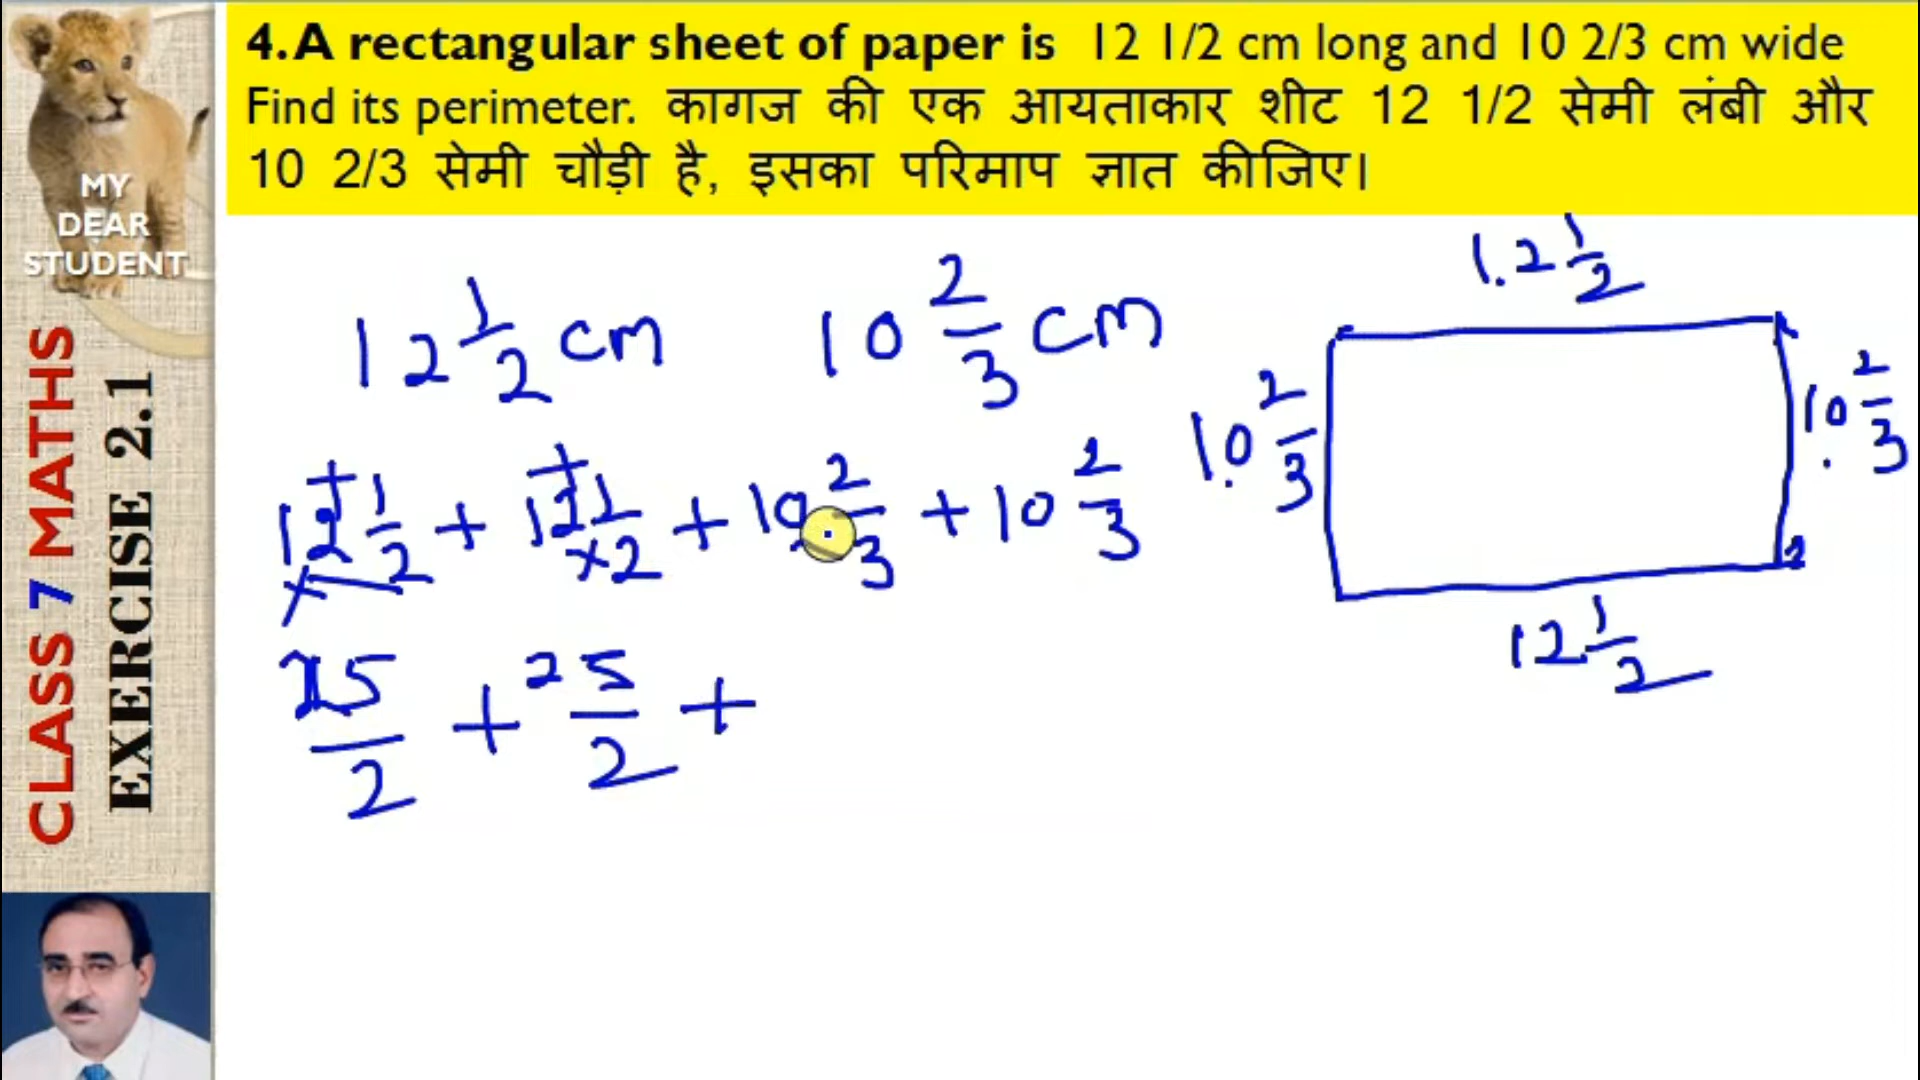 4. A rectangular sheet of paper is 12 1/2 cm long and 10 2/3 cm wide
Find its perimeter. कागज की एक आयताकार शीट 12 1/2 सेमी लंबी और
10 2/3 सेमी चौड़ी है, इसका परिमाप ज्ञात कीजिए।
MY
DEAR
STUDENT
CLASS 7 MATHS
EXERCISE 2.1
12 1/2 cm 10 2/3 cm
12 1/2 + 12 1/2 + 10 2/3 + 10 2/3
25/2 + 25/2 +
12 1/2
10 2/3
10 2/3
12 1/2